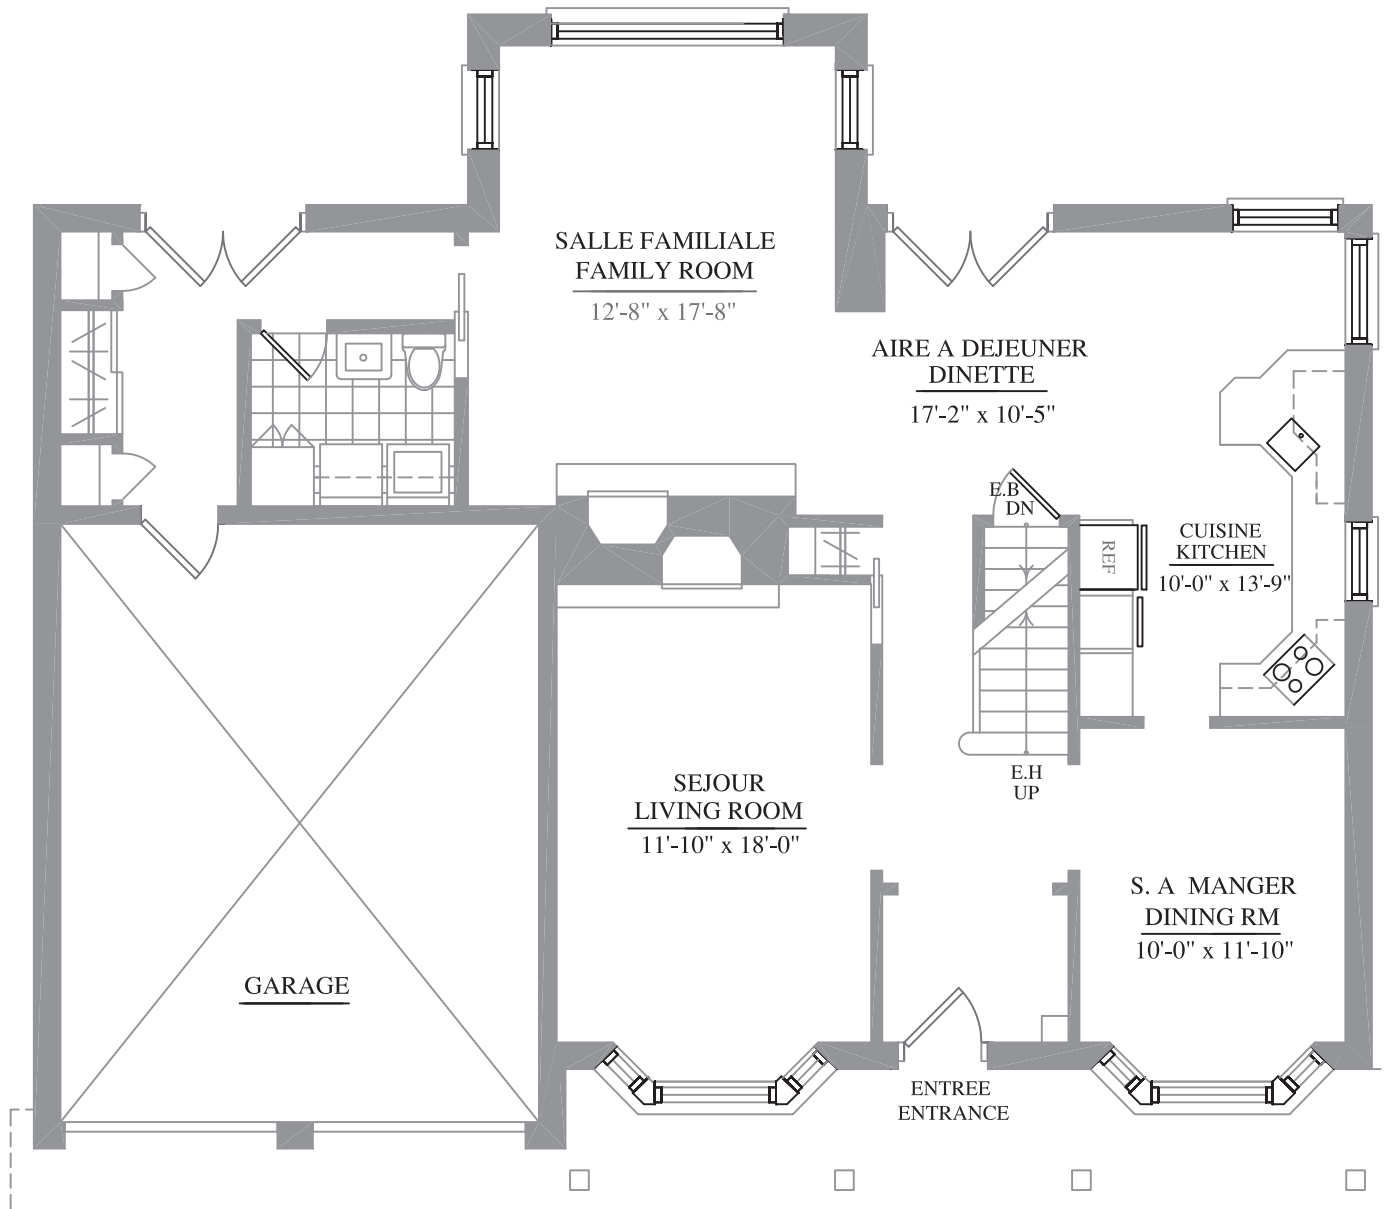 SALLE FAMILIALE
FAMILY ROOM
12'-8" x 17'-8"
AIRE A DEJEUNER
DINETTE
17'-2" x 10'-5"
E.B
DN
REF
CUISINE
KITCHEN
10'-0" x 13'-9"
E.H
UP
SEJOUR
LIVING ROOM
11'-10" x 18'-0"
S. A MANGER
DINING RM
10'-0" x 11'-10"
GARAGE
ENTREE
ENTRANCE